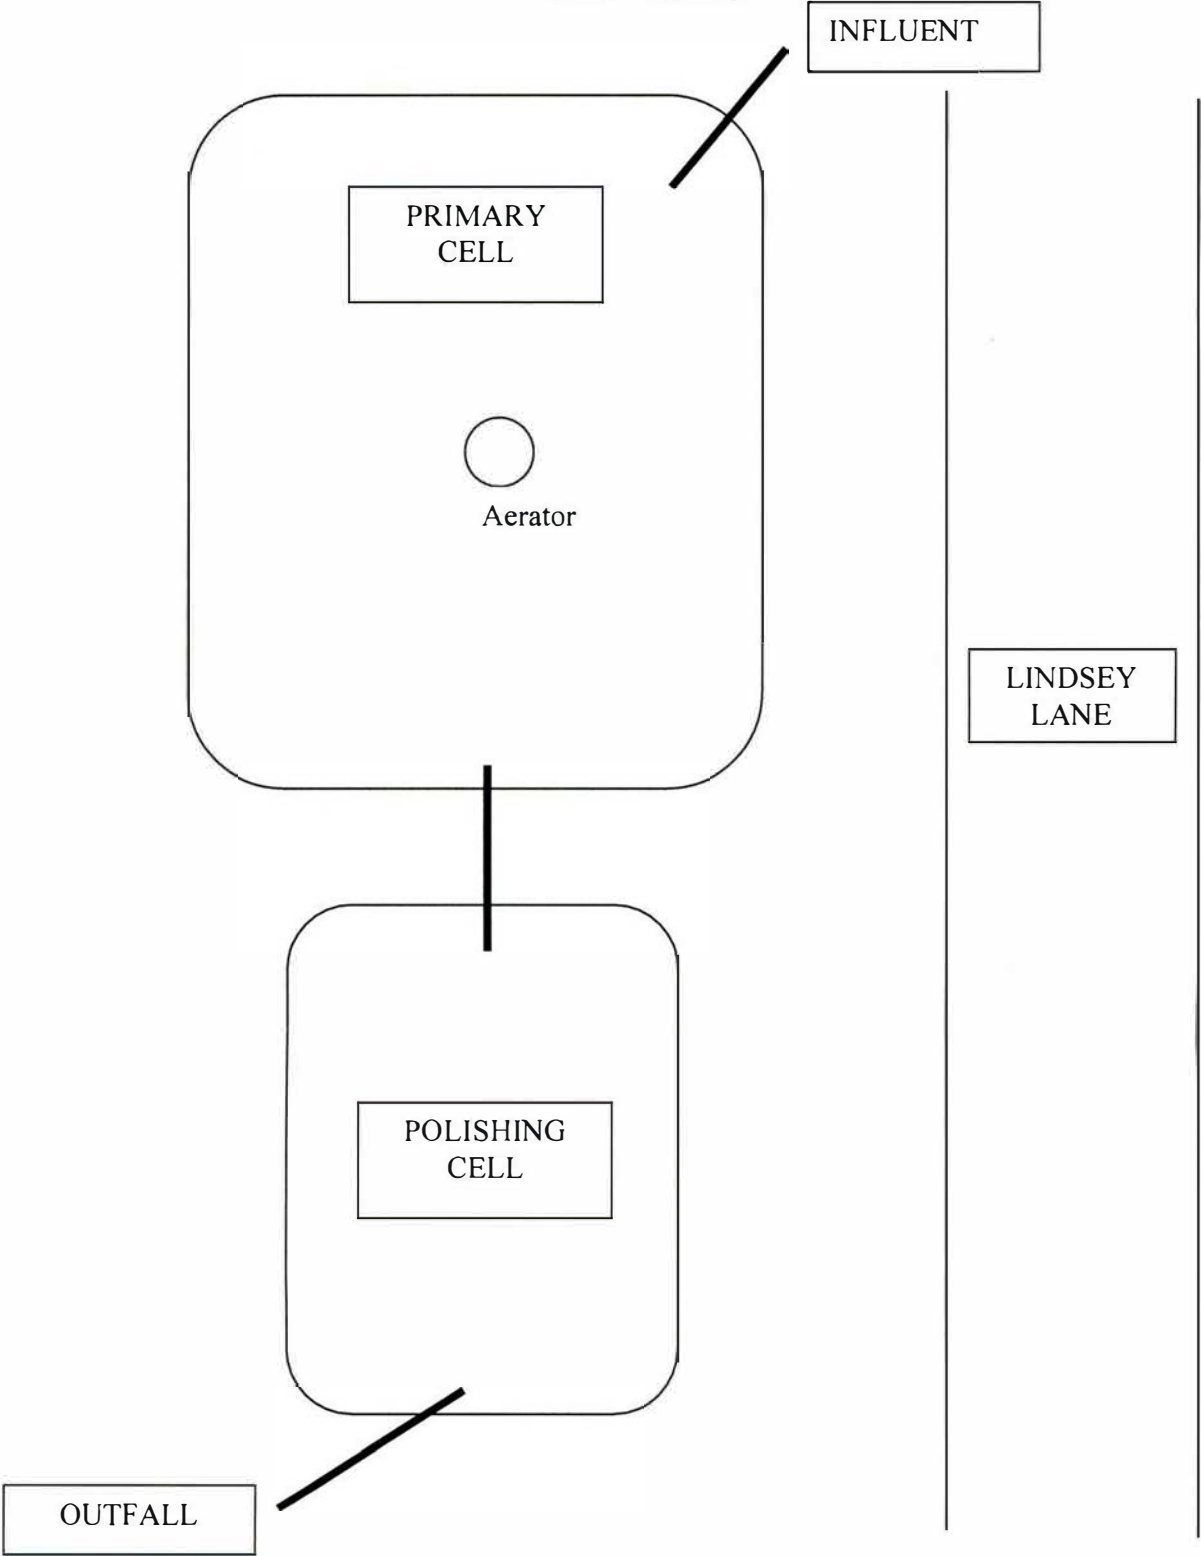 INFLUENT
PRIMARY
CELL
Aerator
LINDSEY
LANE
POLISHING
CELL
OUTFALL